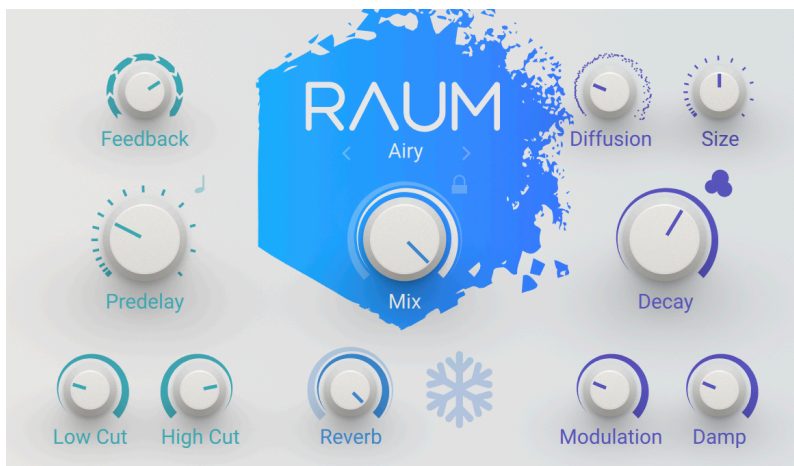 RAUM
Airy
Feedback
Diffusion
Size
Predelay
Mix
Decay
Low Cut
High Cut
Reverb
Modulation
Damp